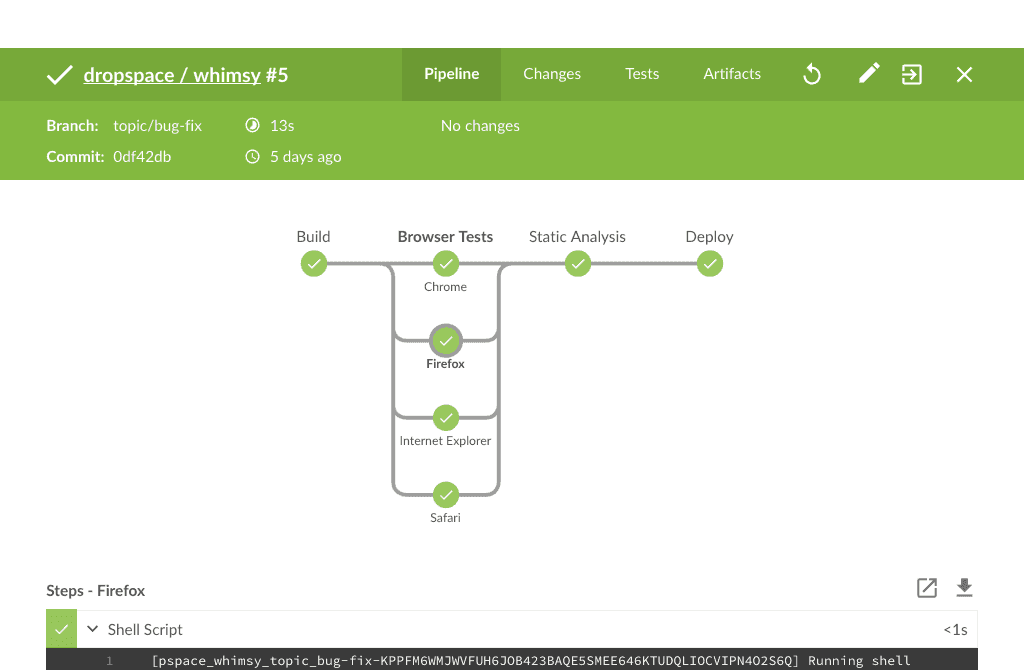 dropspace / whimsy #5 Pipeline Changes Tests Artifacts
Branch: topic/bug-fix 13s No changes
Commit: 0df42db 5 days ago
Build Browser Tests Static Analysis Deploy
Chrome
Firefox
Internet Explorer
Safari
Steps - Firefox
Shell Script <1s
1 [pspace_whimsy_topic_bug-fix-KPPFM6WMJWVFUH6JOB423BAQE5SMEE646KTUDQLIOCVIPN4O2S6Q] Running shell